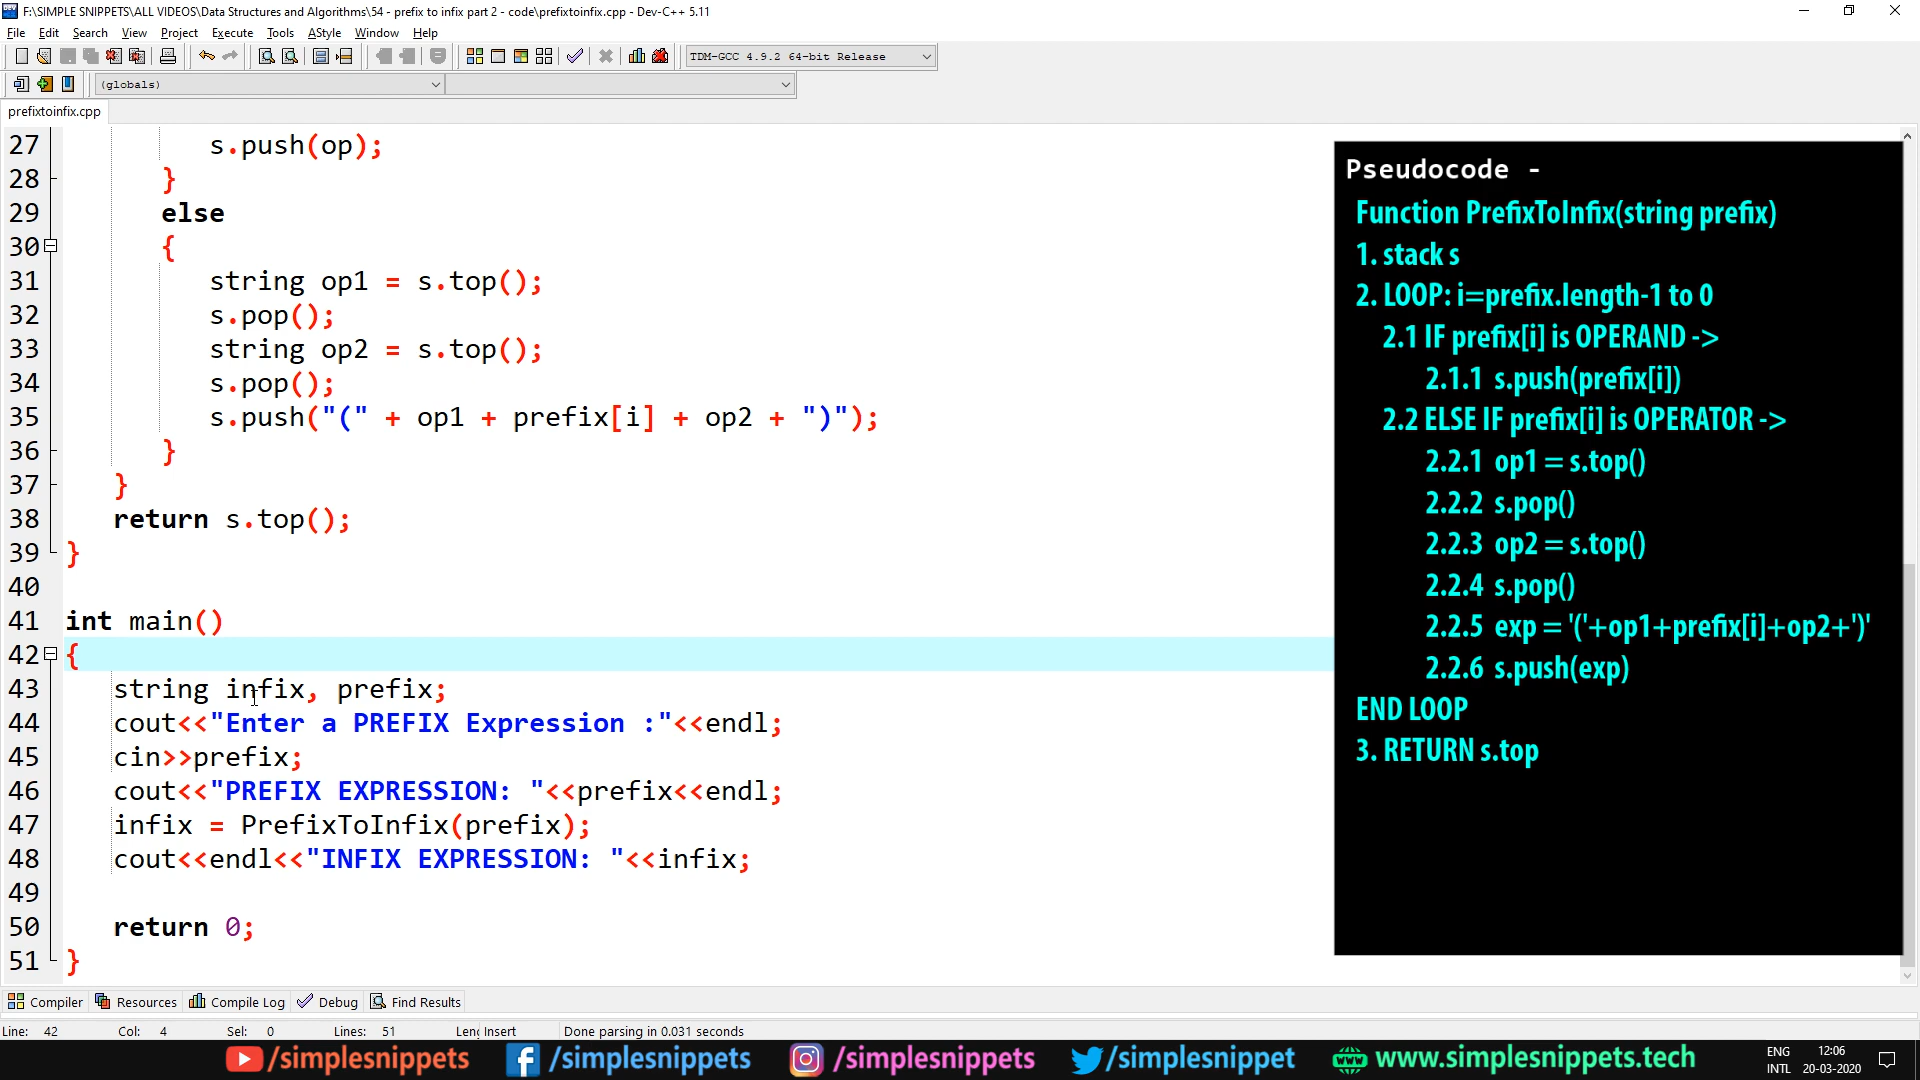 F:\SIMPLE SNIPPETS\ALL VIDEOS\Data Structures and Algorithms\54 - prefix to infix part 2 - code\prefixtoinfix.cpp - Dev-C++ 5.11
File Edit Search View Project Execute Tools AStyle Window Help
TDM-GCC 4.9.2 64-bit Release
(globals)
prefixtoinfix.cpp
27 s.push(op);
28 }
29 else
30 {
31 string op1 = s.top();
32 s.pop();
33 string op2 = s.top();
34 s.pop();
35 s.push("(" + op1 + prefix[i] + op2 + ")");
36 }
37 }
38 return s.top();
39 }
40
41 int main()
42 {
43 string infix, prefix;
44 cout<<"Enter a PREFIX Expression :"<<endl;
45 cin>>prefix;
46 cout<<"PREFIX EXPRESSION: "<<prefix<<endl;
47 infix = PrefixToInfix(prefix);
48 cout<<endl<<"INFIX EXPRESSION: "<<infix;
49
50 return 0;
51 }
Pseudocode -
Function PrefixToInfix(string prefix)
1. stack s
2. LOOP: i=prefix.length-1 to 0
2.1 IF prefix[i] is OPERAND ->
2.1.1 s.push(prefix[i])
2.2 ELSE IF prefix[i] is OPERATOR ->
2.2.1 op1 = s.top()
2.2.2 s.pop()
2.2.3 op2 = s.top()
2.2.4 s.pop()
2.2.5 exp = '('+op1+prefix[i]+op2+')'
2.2.6 s.push(exp)
END LOOP
3. RETURN s.top
Compiler Resources Compile Log Debug Find Results
Line: 42 Col: 4 Sel: 0 Lines: 51 Leng Insert Done parsing in 0.031 seconds
/simplesnippets /simplesnippets /simplesnippets /simplesnippet www.simplesnippets.tech
ENG 12:06
INTL 20-03-2020